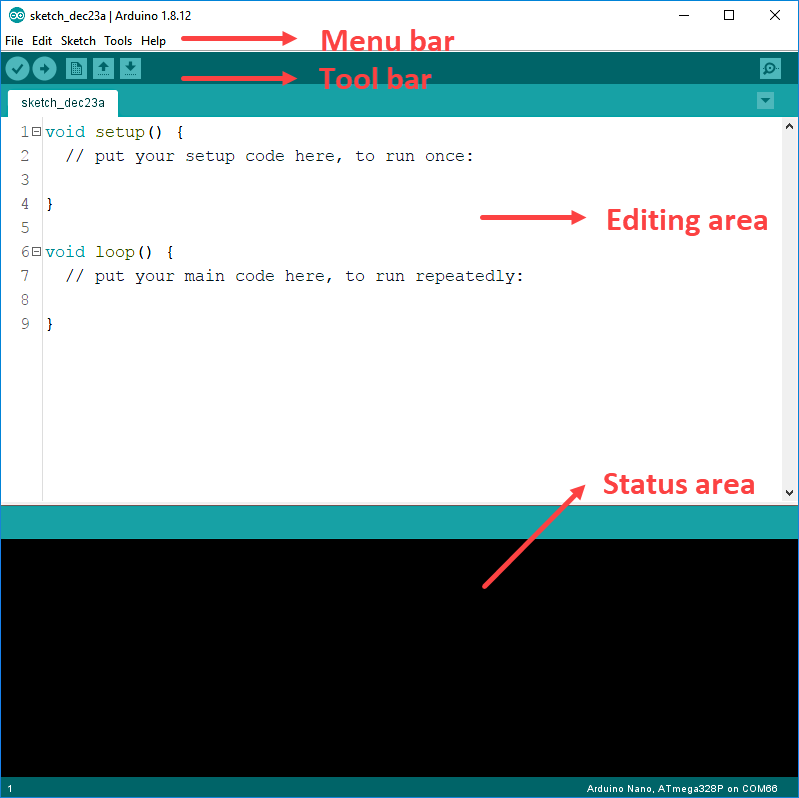 sketch_dec23a | Arduino 1.8.12
File Edit Sketch Tools Help
Menu bar
Tool bar
sketch_dec23a
1 void setup() {
2   // put your setup code here, to run once:
3
4 }
5
6 void loop() {
7   // put your main code here, to run repeatedly:
8
9 }
Editing area
Status area
1
Arduino Nano, ATmega328P on COM66